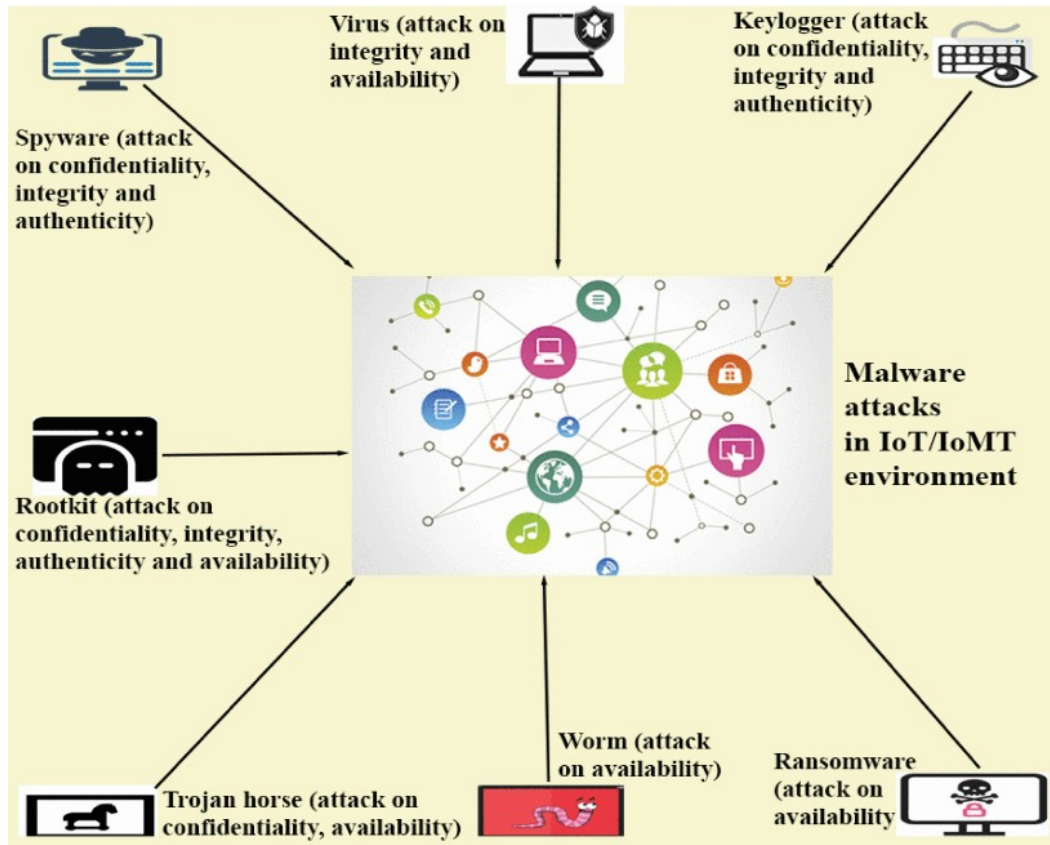 Virus (attack on
integrity and
availability)
Keylogger (attack
on confidentiality,
integrity and
authenticity)
Spyware (attack
on confidentiality,
integrity and
authenticity)
Malware
attacks
in IoT/IoMT
environment
Rootkit (attack on
confidentiality, integrity,
authenticity and availability)
Worm (attack
on availability)
Ransomware
(attack on
availability
Trojan horse (attack on
confidentiality, availability)